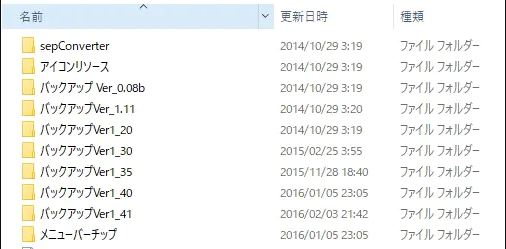 名前 更新日時 種類
sepConverter 2014/10/29 3:19 ファイル フォルダー
アイコンリソース 2014/10/29 3:19 ファイル フォルダー
バックアップ Ver_0.08b 2014/10/29 3:19 ファイル フォルダー
バックアップVer_1.11 2014/10/29 3:20 ファイル フォルダー
バックアップVer1_20 2014/10/29 3:19 ファイル フォルダー
バックアップVer1_30 2015/02/25 3:55 ファイル フォルダー
バックアップVer1_35 2015/11/28 18:40 ファイル フォルダー
バックアップVer1_40 2016/01/05 23:05 ファイル フォルダー
バックアップVer1_41 2016/02/03 21:42 ファイル フォルダー
メニューバーチップ 2016/01/05 23:05 ファイル フォルダー